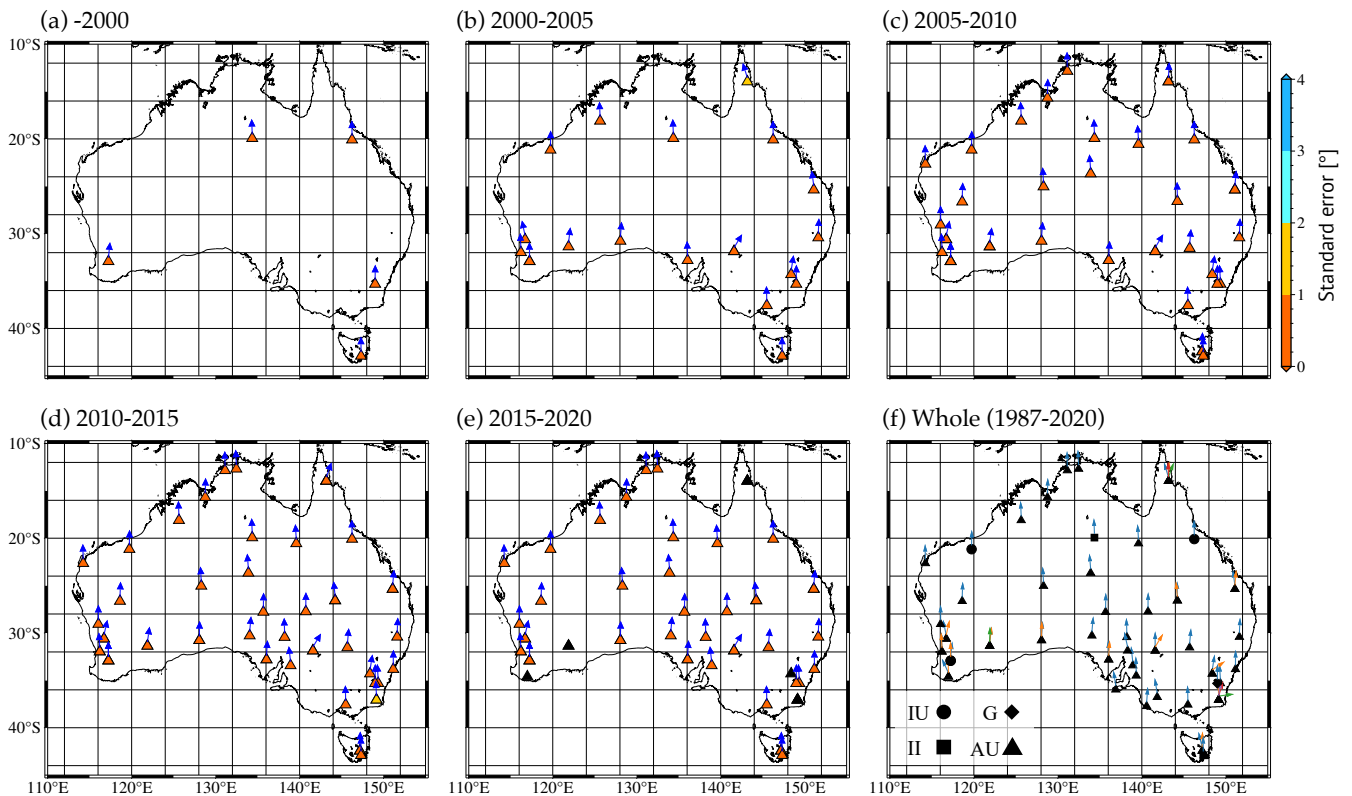 (a) -2000
(b) 2000-2005
(c) 2005-2010
10°S
20°S
30°S
40°S
4
3
2
1
0
Standard error [°]
(d) 2010-2015
(e) 2015-2020
(f) Whole (1987-2020)
10°S
20°S
30°S
40°S
IU
G
II
AU
110°E 120°E 130°E 140°E 150°E
110°E 120°E 130°E 140°E 150°E
110°E 120°E 130°E 140°E 150°E